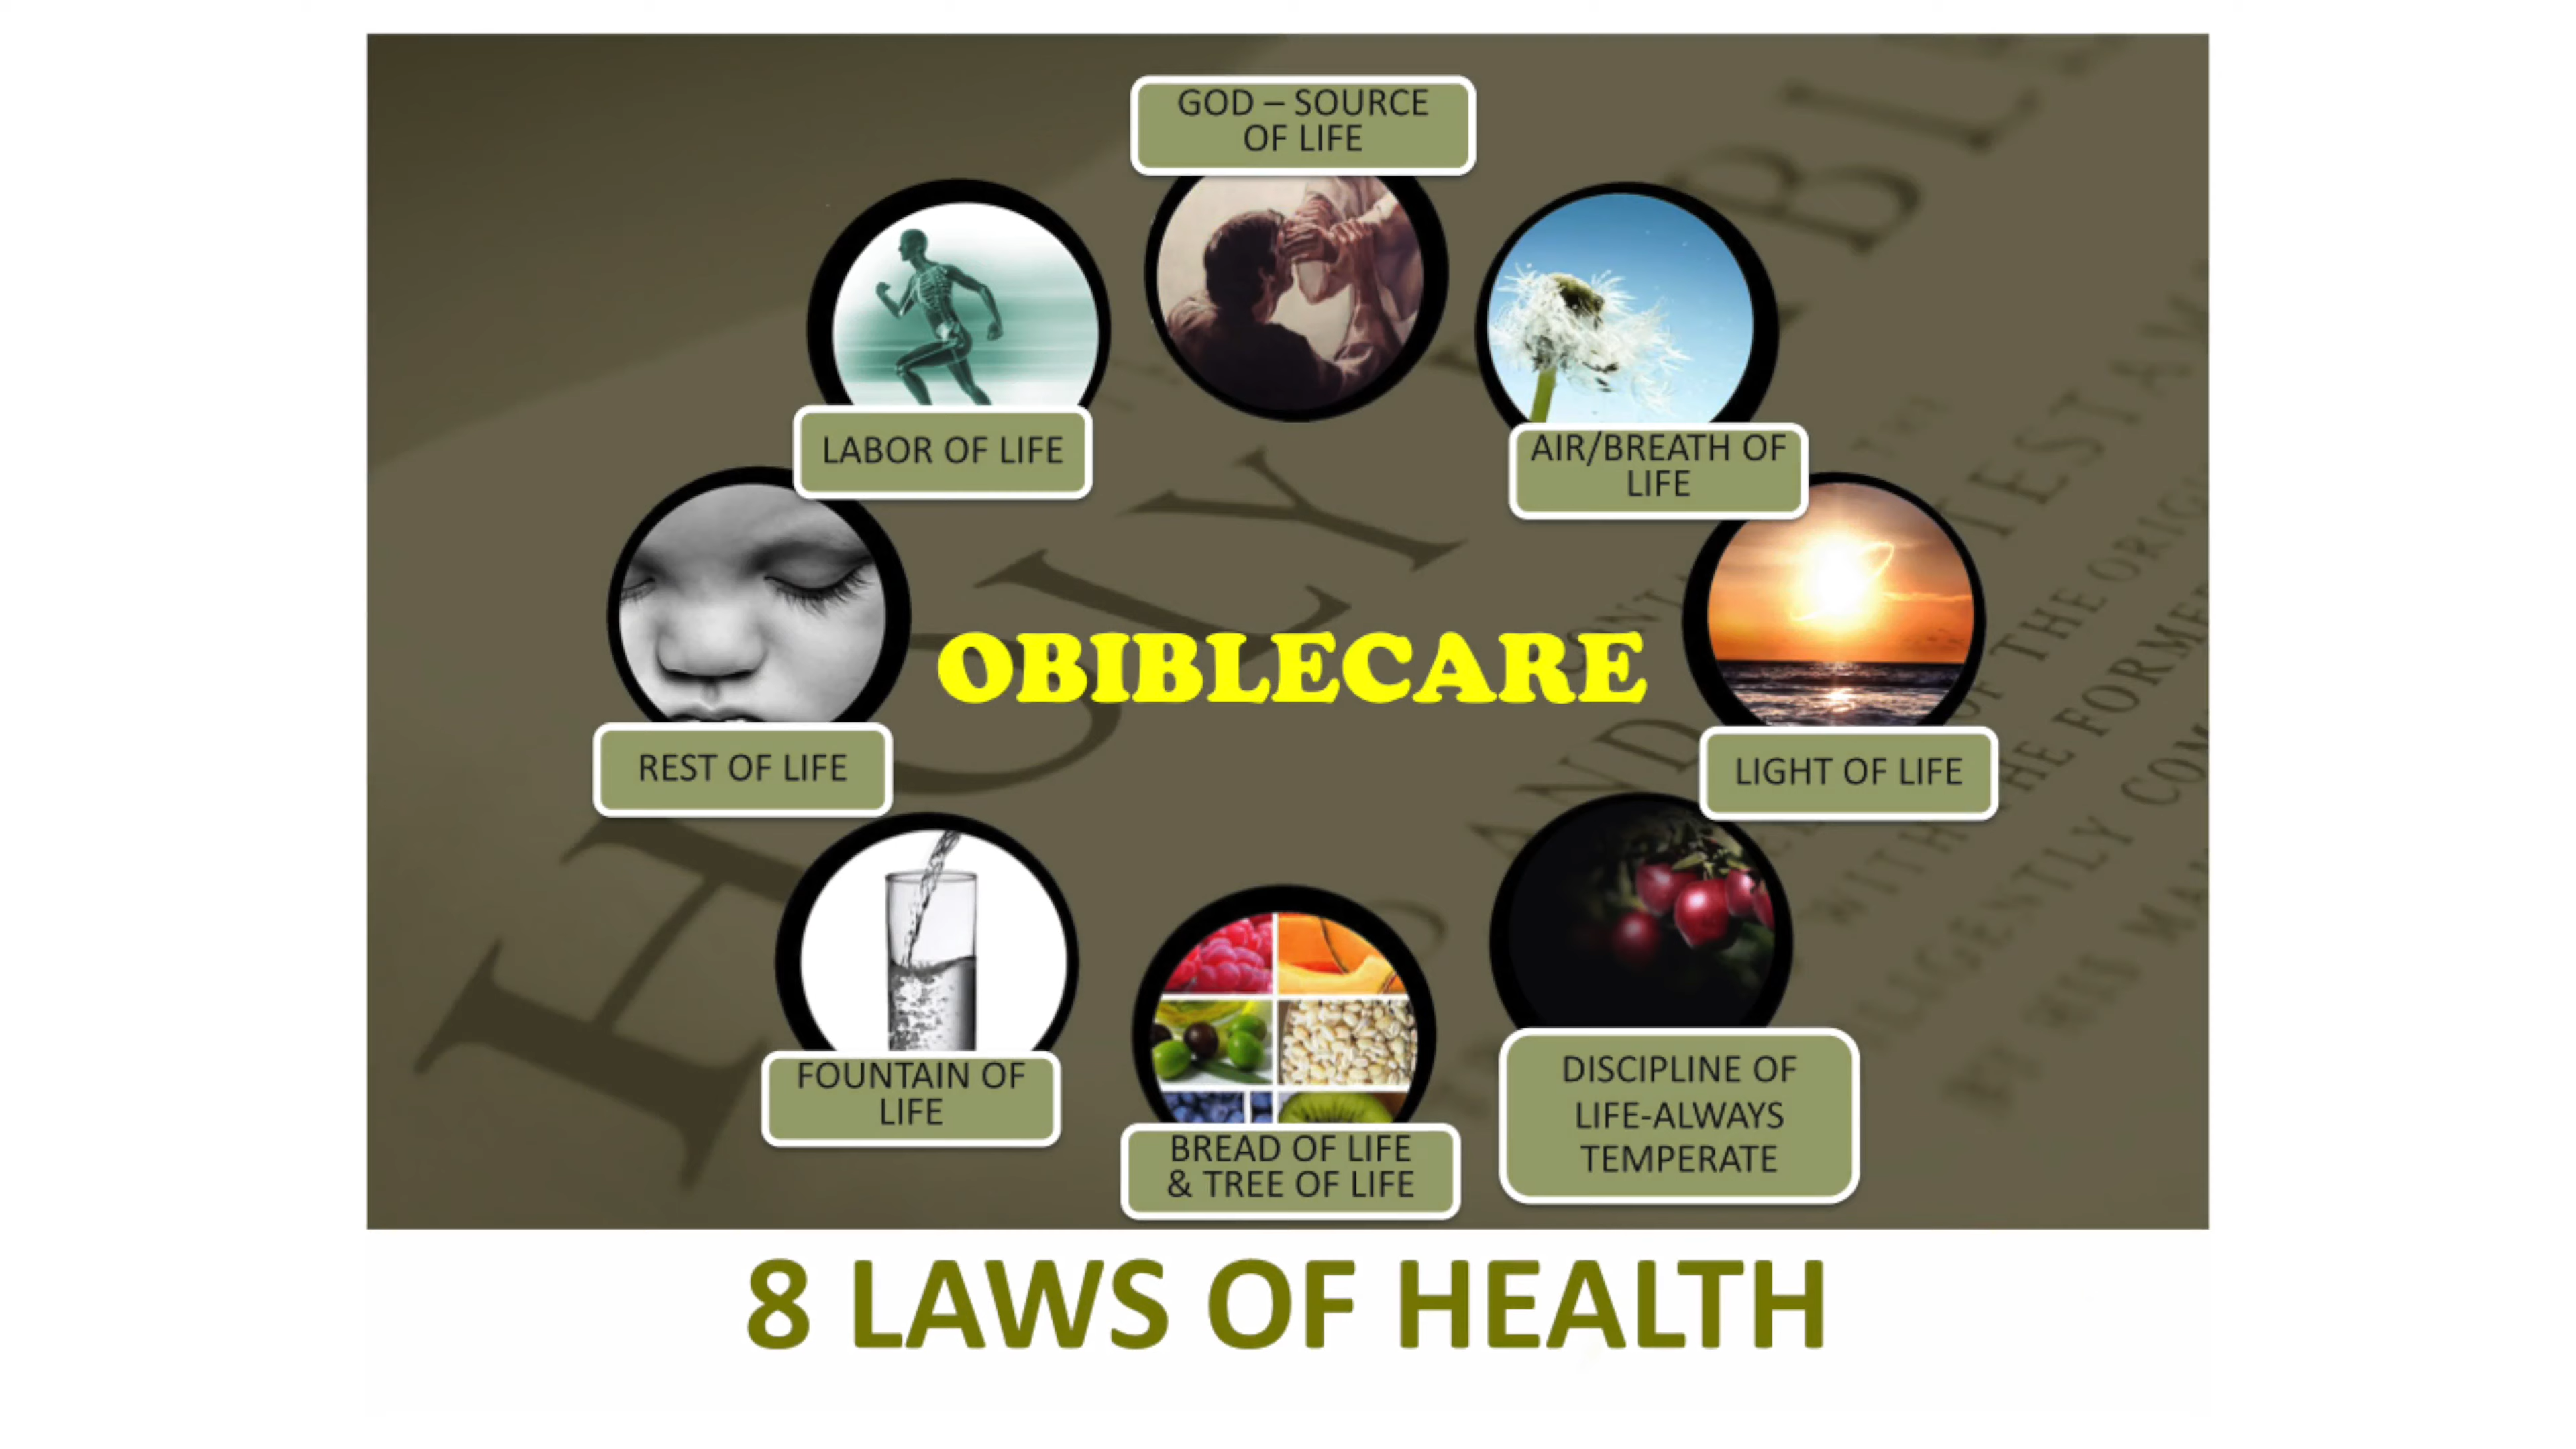 GOD – SOURCE
OF LIFE
LABOR OF LIFE
AIR/BREATH OF
LIFE
OBIBLECARE
REST OF LIFE
LIGHT OF LIFE
FOUNTAIN OF
LIFE
BREAD OF LIFE
& TREE OF LIFE
DISCIPLINE OF
LIFE-ALWAYS
TEMPERATE
HOLY
8 LAWS OF HEALTH